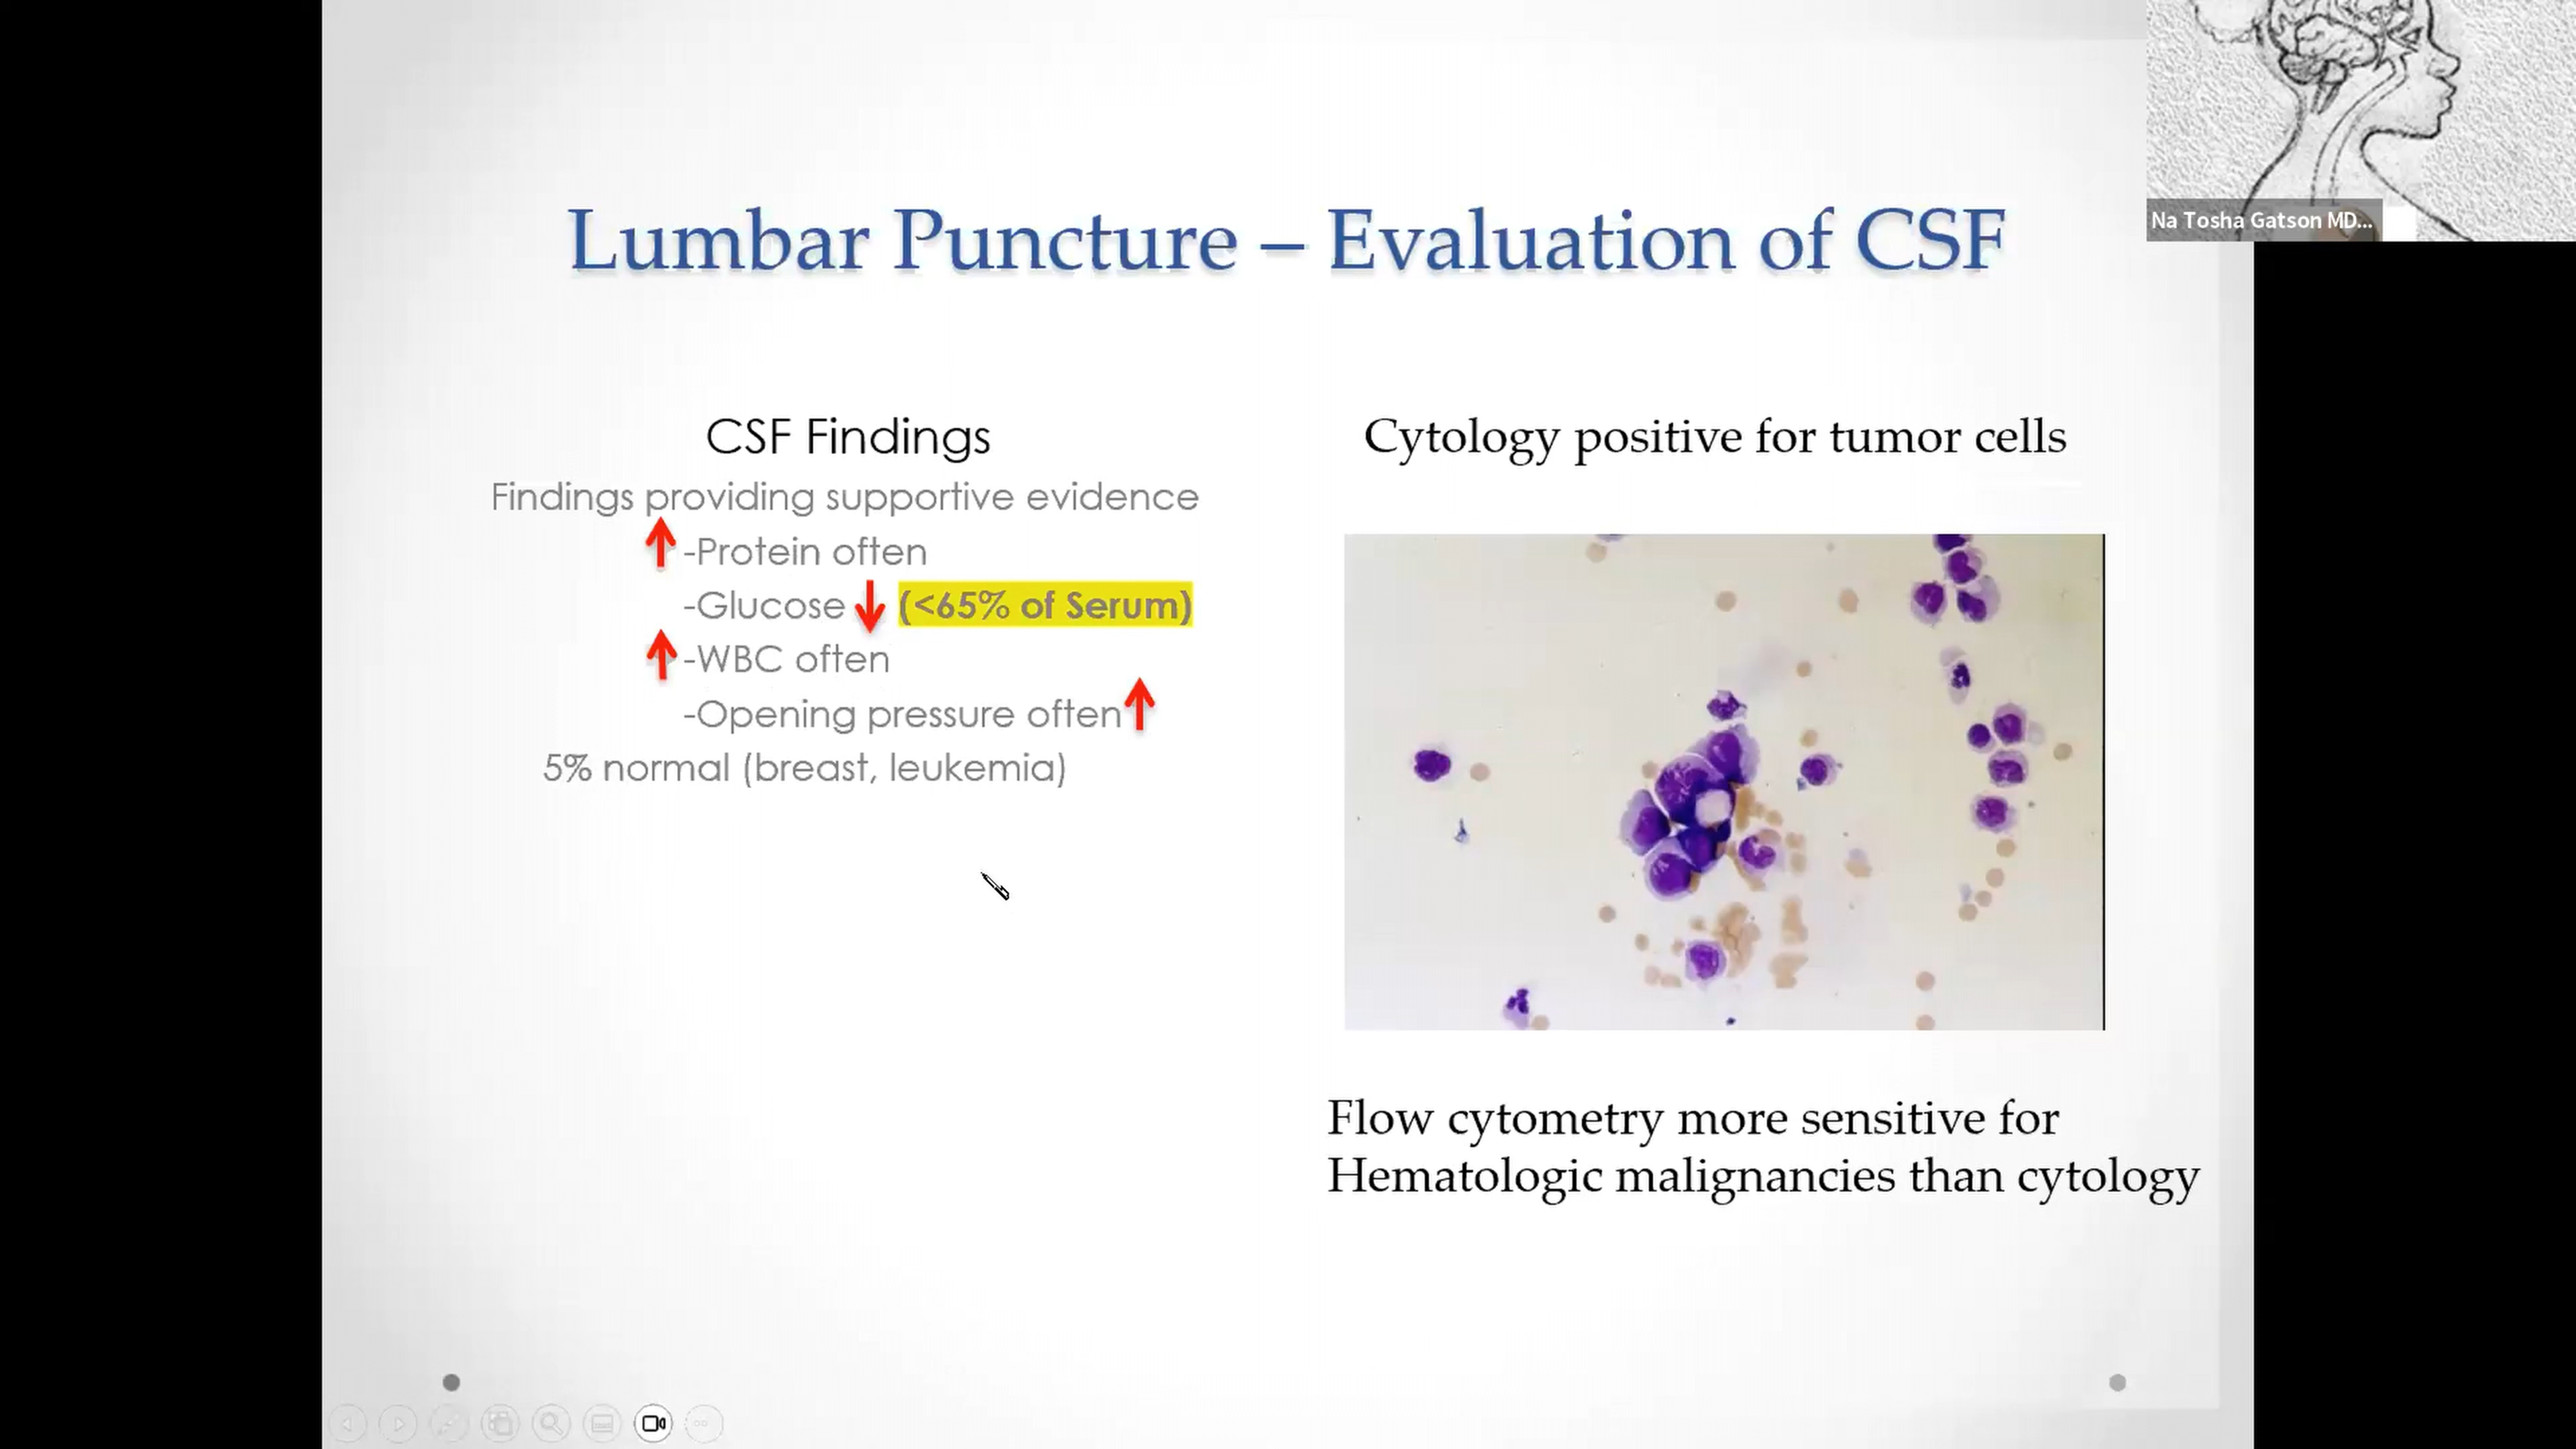 Na Tosha Gatson MD...
Lumbar Puncture – Evaluation of CSF
CSF Findings
Findings providing supportive evidence
-Protein often
-Glucose (<65% of Serum)
-WBC often
-Opening pressure often
5% normal (breast, leukemia)
Cytology positive for tumor cells
Flow cytometry more sensitive for
Hematologic malignancies than cytology